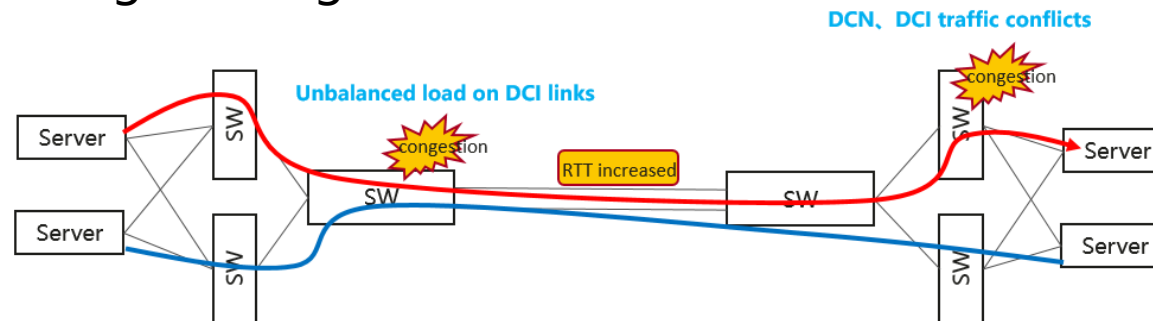 DCN、DCI traffic conflicts
congestion
Unbalanced load on DCI links
SW
SW
Server
congestion
Server
RTT increased
SW
SW
Server
Server
SW
SW